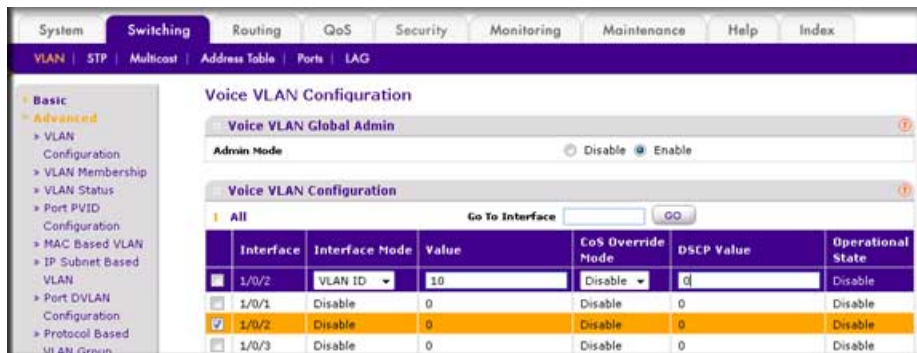 System Switching Routing QoS Security Monitoring Maintenance Help Index
VLAN | STP | Multicast | Address Table | Ports | LAG
Basic
Advanced
» VLAN
Configuration
» VLAN Membership
» VLAN Status
» Port PVID
Configuration
» MAC Based VLAN
» IP Subnet Based
VLAN
» Port DVLAN
Configuration
» Protocol Based
VLAN Group
Voice VLAN Configuration
Voice VLAN Global Admin
Admin Mode Disable Enable
Voice VLAN Configuration
1 All Go To Interface GO
Interface Interface Mode Value CoS Override Mode DSCP Value Operational State
1/0/2 VLAN ID 10 Disable 0 Disable
1/0/1 Disable 0 Disable 0 Disable
1/0/2 Disable 0 Disable 0 Disable
1/0/3 Disable 0 Disable 0 Disable